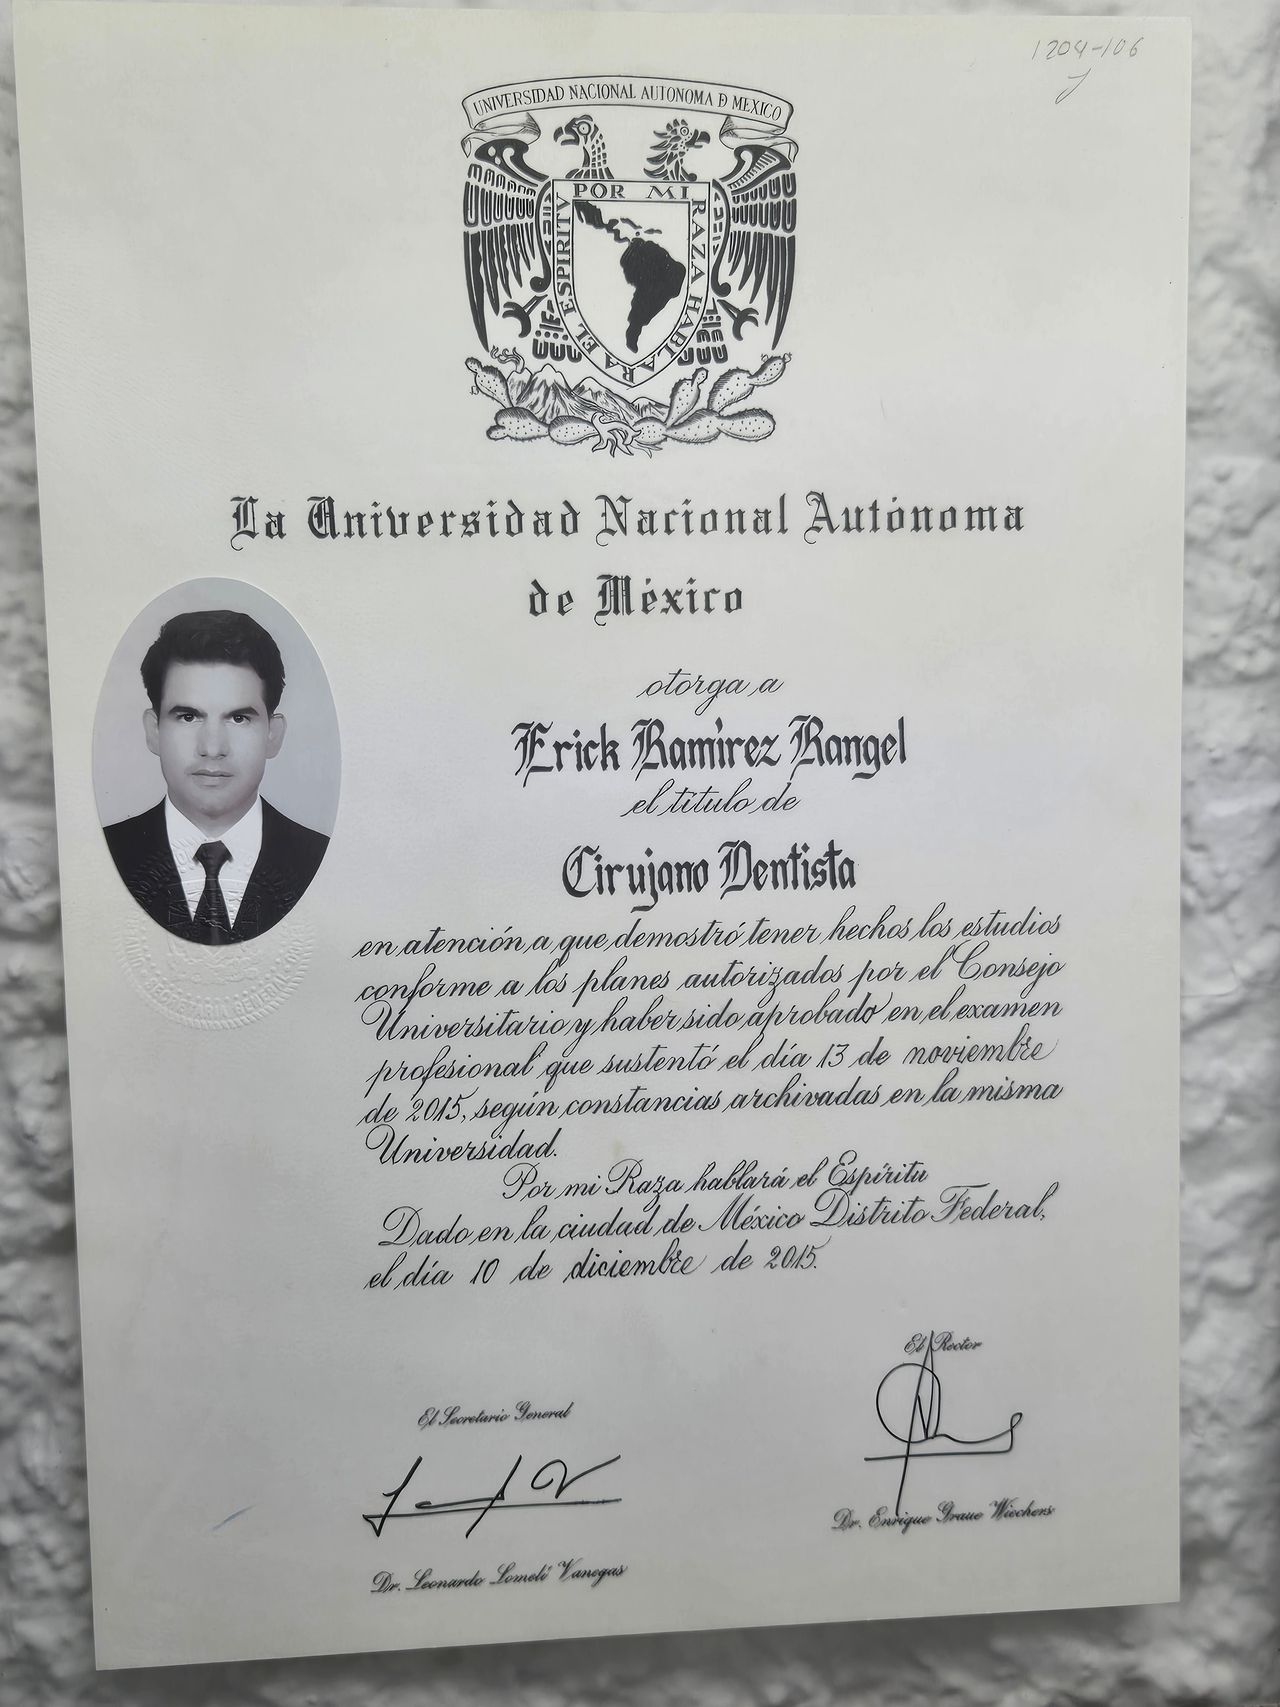 1204-106
UNIVERSIDAD NACIONAL AUTONOMA D MEXICO
POR MI RAZA HABLARA EL ESPIRITV
La Universidad Nacional Autónoma
de México
otorga a
Erick Ramírez Rangel
el título de
Cirujano Dentista
en atención a que demostró tener hechos los estudios
conforme a los planes autorizados por el Consejo
Universitario y haber sido aprobado en el examen
profesional que sustentó el día 13 de noviembre
de 2015, según constancias archivadas en la misma
Universidad.
Por mi Raza hablará el Espíritu
Dado en la ciudad de México Distrito Federal,
el día 10 de diciembre de 2015.
El Rector
El Secretario General
Dr. Enrique Graue Wiechers
Dr. Leonardo Lomelí Vanegas
SECRETARIA GENERAL